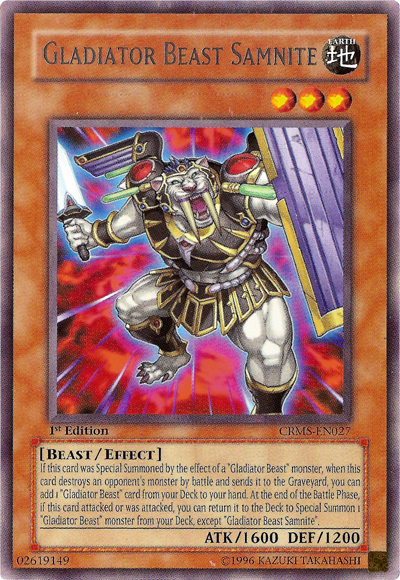 GLADIATOR BEAST SAMNITE
EARTH
地
1st Edition
CRMS-EN027
[BEAST / EFFECT]
If this card was Special Summoned by the effect of a "Gladiator Beast" monster, when this
card destroys an opponent's monster by battle and sends it to the Graveyard, you can
add 1 "Gladiator Beast" card from your Deck to your hand. At the end of the Battle Phase,
if this card attacked or was attacked, you can return it to the Deck to Special Summon 1
"Gladiator Beast" monster from your Deck, except "Gladiator Beast Samnite".
ATK/1600 DEF/1200
02619149
©1996 KAZUKI TAKAHASHI